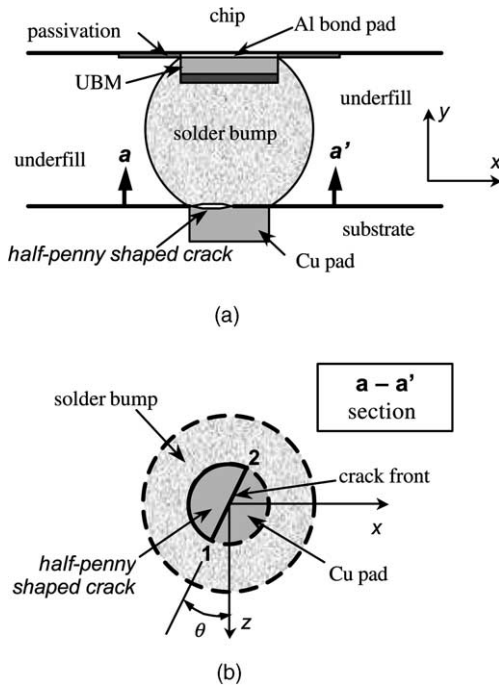 chip
passivation
Al bond pad
UBM
underfill
solder bump
y
x
underfill
a
a'
substrate
half-penny shaped crack
Cu pad
(a)
a – a'
section
solder bump
2
crack front
x
half-penny
shaped crack
1
Cu pad
θ
z
(b)